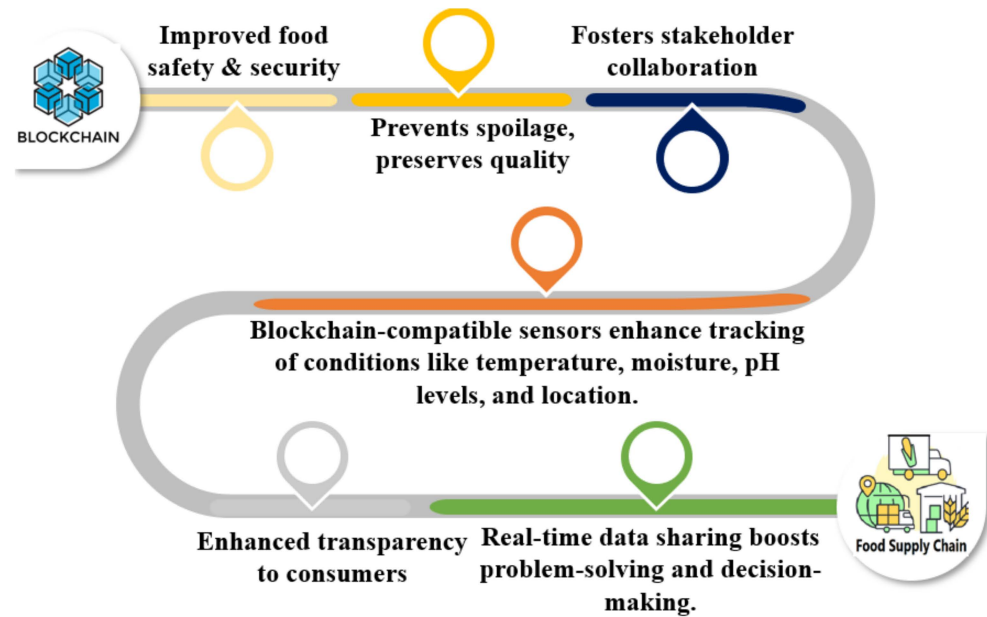 BLOCKCHAIN
Improved food
safety & security
Prevents spoilage,
preserves quality
Fosters stakeholder
collaboration
Blockchain-compatible sensors enhance tracking
of conditions like temperature, moisture, pH
levels, and location.
Enhanced transparency
to consumers
Real-time data sharing boosts
problem-solving and decision-
making.
Food Supply Chain